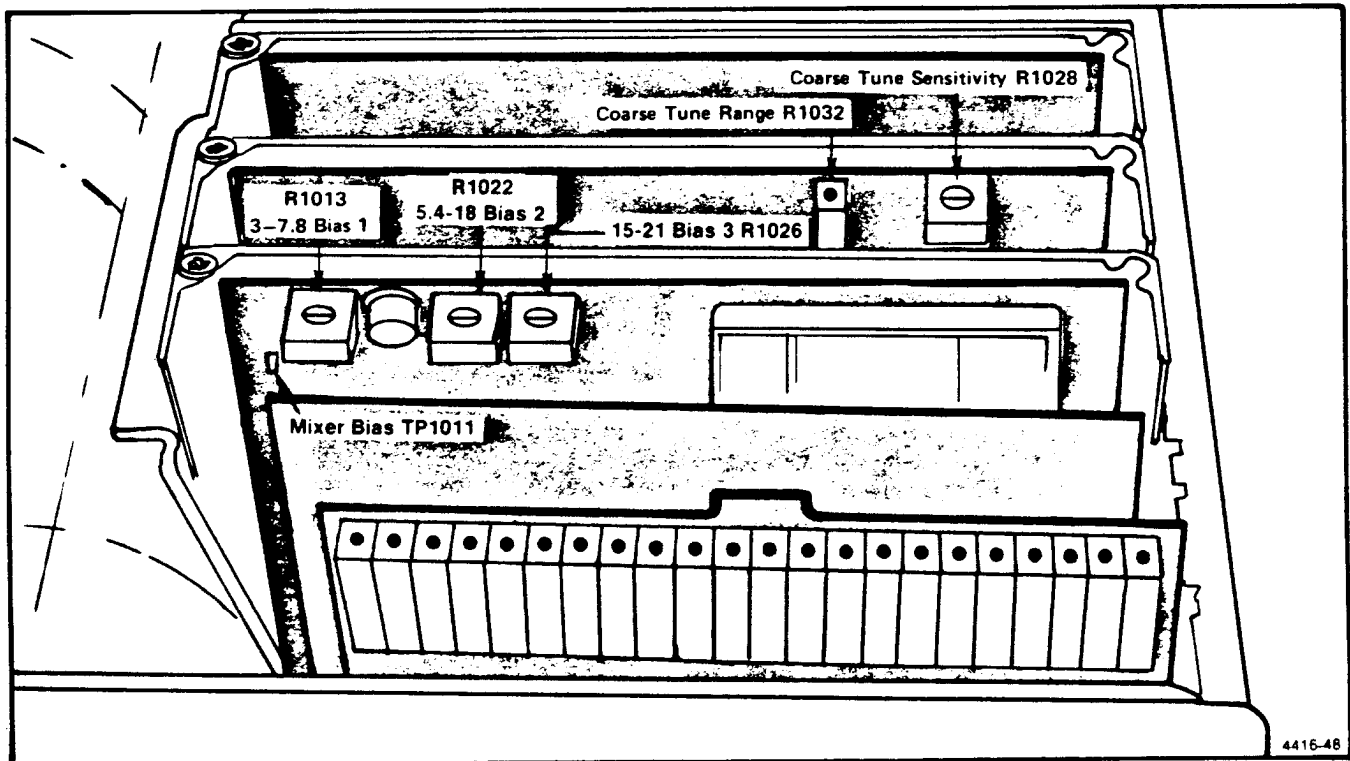 Coarse Tune Sensitivity R1028
Coarse Tune Range R1032
R1013
3–7.8 Bias 1
R1022
5.4-18 Bias 2
15-21 Bias 3 R1026
Mixer Bias TP1011
4416-48